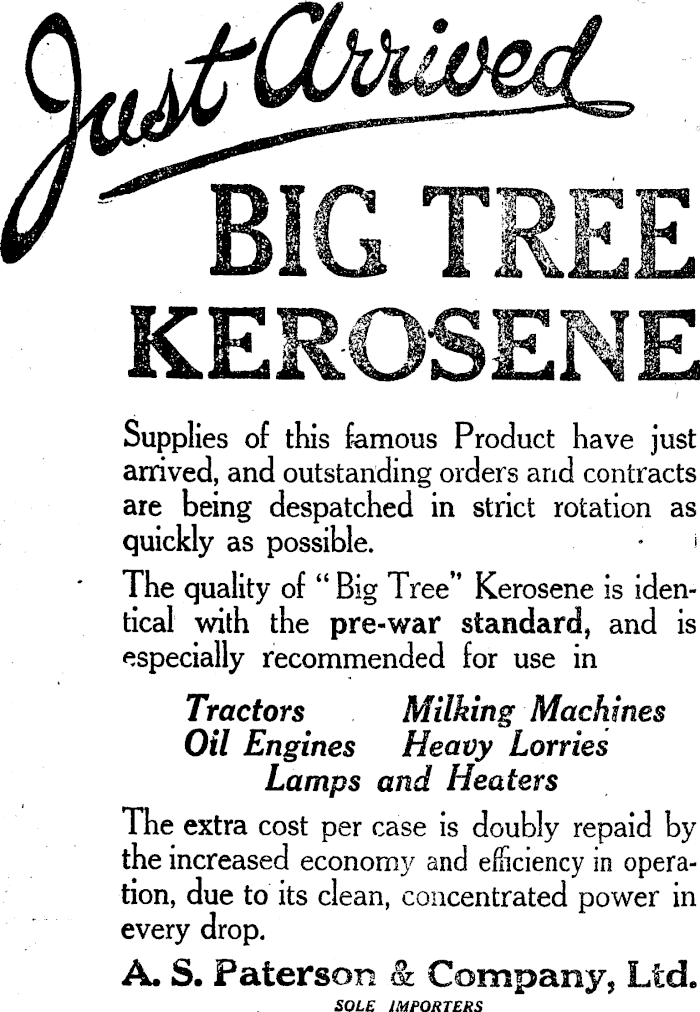 Just Arrived
BIG TREE
KEROSENE
Supplies of this famous Product have just
arrived, and outstanding orders and contracts
are being despatched in strict rotation as
quickly as possible.
The quality of "Big Tree" Kerosene is iden-
tical with the pre-war standard, and is
especially recommended for use in
Tractors Milking Machines
Oil Engines Heavy Lorries
Lamps and Heaters
The extra cost per case is doubly repaid by
the increased economy and efficiency in opera-
tion, due to its clean, concentrated power in
every drop.
A. S. Paterson & Company, Ltd.
SOLE IMPORTERS